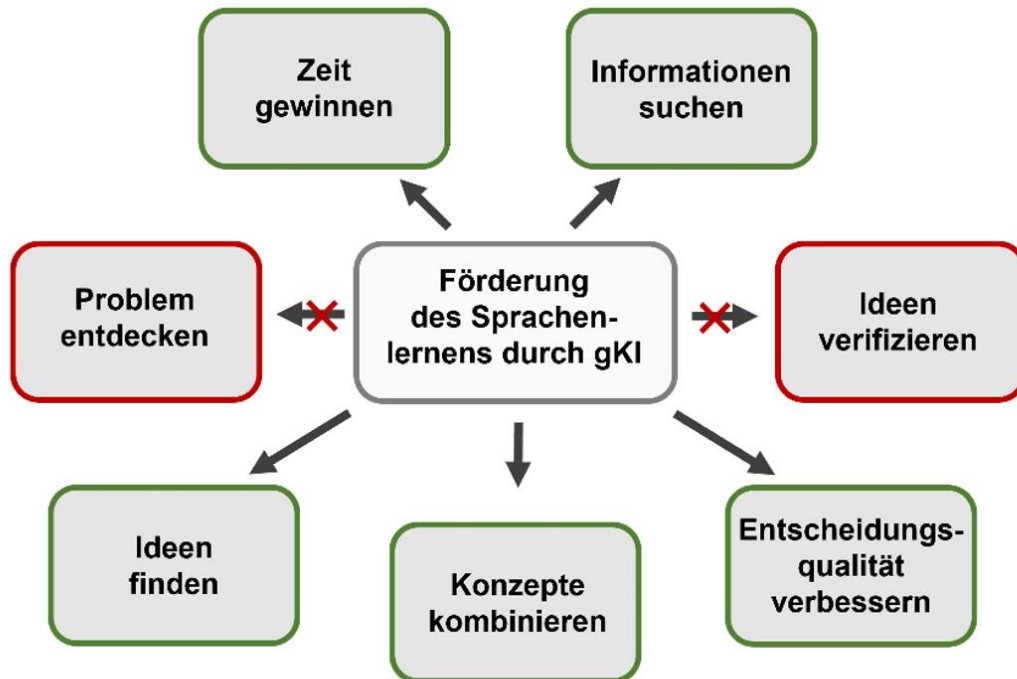 Zeit
gewinnen
Informationen
suchen
Problem
entdecken
Förderung
des Sprachen-
lernens durch gKI
Ideen
verifizieren
Ideen
finden
Konzepte
kombinieren
Entscheidungs-
qualität
verbessern